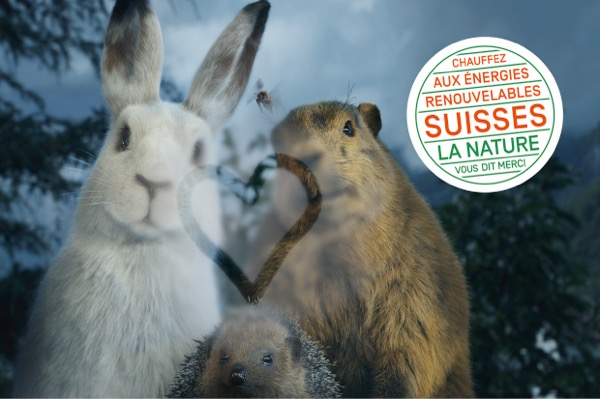 CHAUFFEZ
AUX ÉNERGIES
RENOUVELABLES
SUISSES
LA NATURE
VOUS DIT MERCI